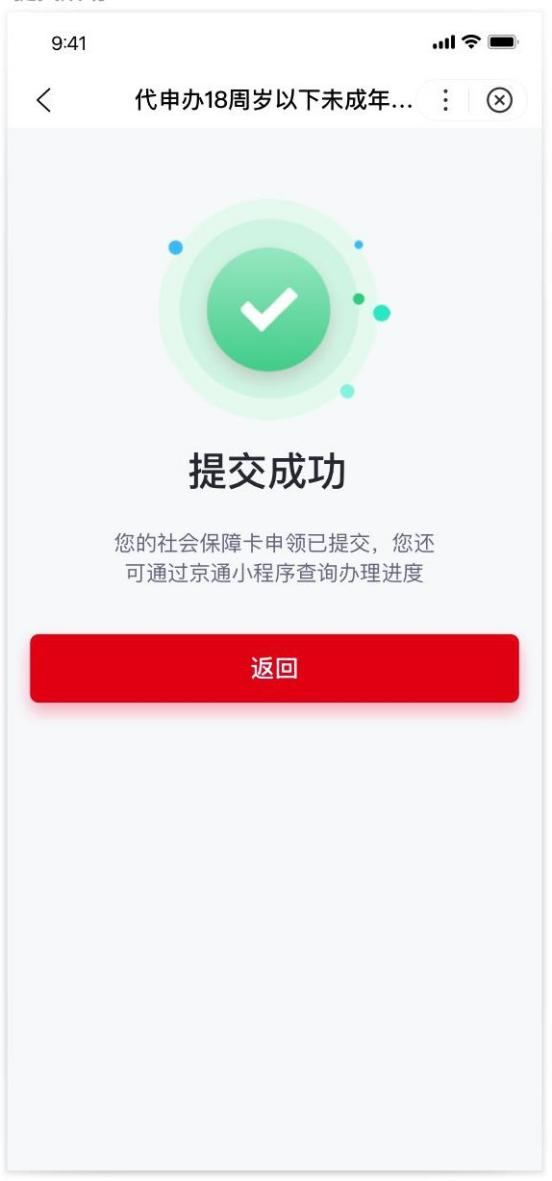 9:41
代申办18周岁以下未成年...
提交成功
您的社会保障卡申领已提交，您还
可通过京通小程序查询办理进度
返回